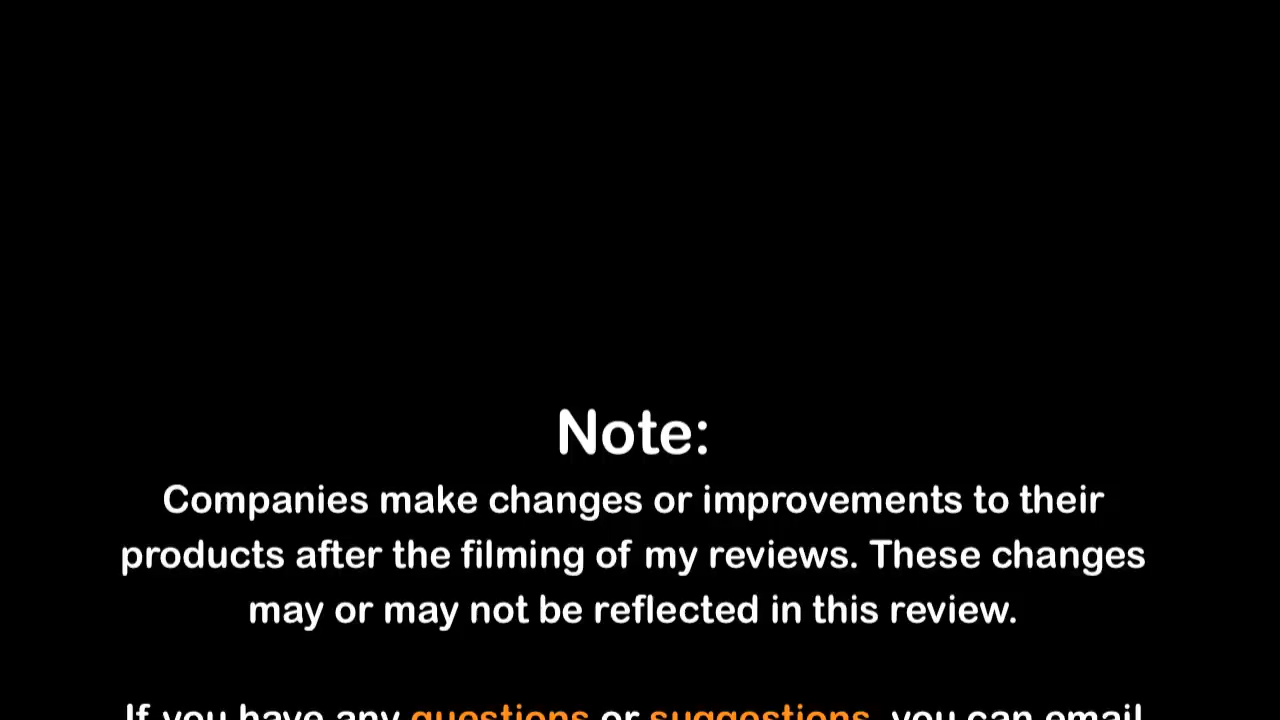 Note:
Companies make changes or improvements to their
products after the filming of my reviews. These changes
may or may not be reflected in this review.
If you have any questions or suggestions, you can email